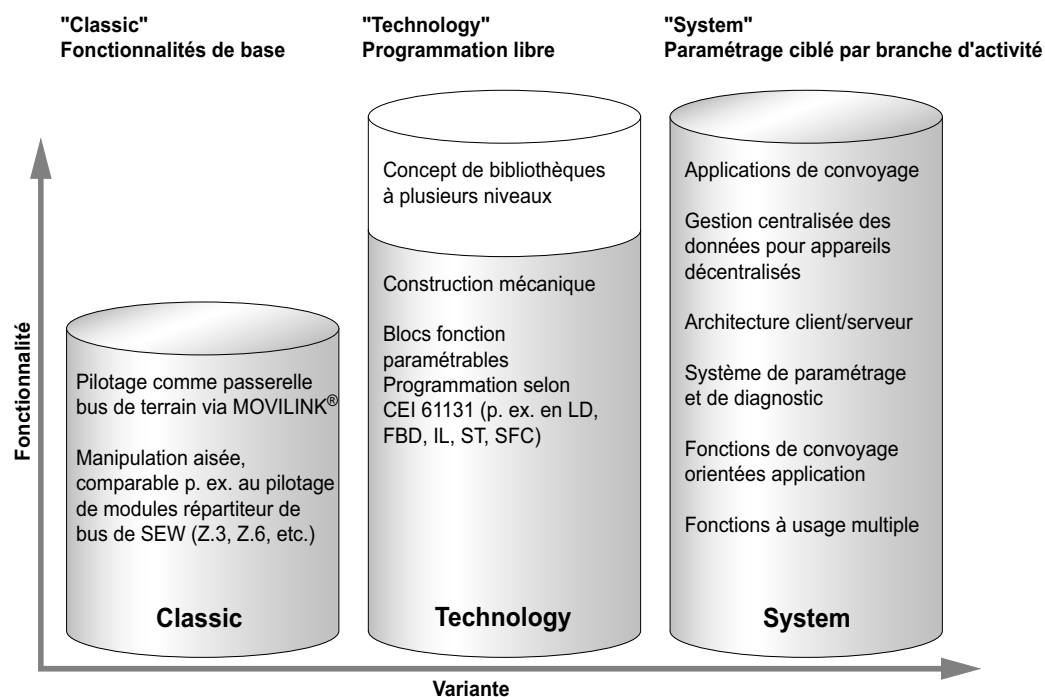 "Classic"
Fonctionnalités de base
"Technology"
Programmation libre
"System"
Paramétrage ciblé par branche d'activité
Fonctionnalité
Pilotage comme passerelle
bus de terrain via MOVILINK®
Manipulation aisée,
comparable p. ex. au pilotage
de modules répartiteur de
bus de SEW (Z.3, Z.6, etc.)
Classic
Concept de bibliothèques
à plusieurs niveaux
Construction mécanique
Blocs fonction
paramétrables
Programmation selon
CEI 61131 (p. ex. en LD,
FBD, IL, ST, SFC)
Technology
Applications de convoyage
Gestion centralisée des
données pour appareils
décentralisés
Architecture client/serveur
Système de paramétrage
et de diagnostic
Fonctions de convoyage
orientées application
Fonctions à usage multiple
System
Variante